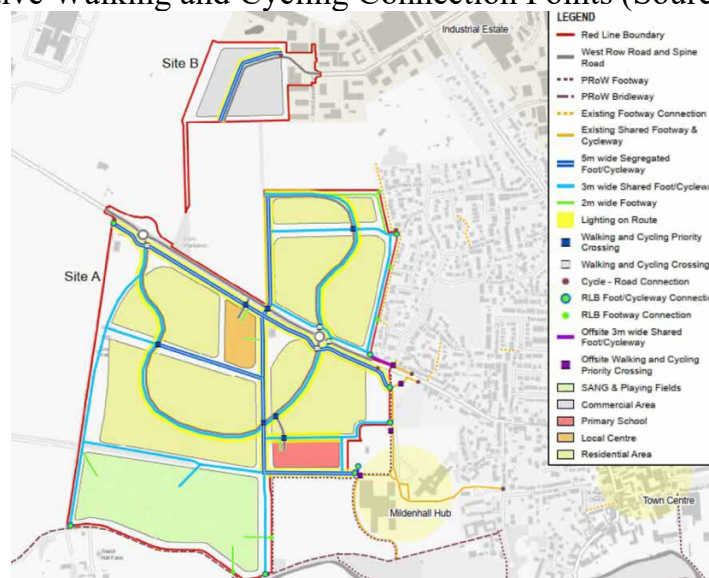 tive Walking and Cycling Connection Points (Sourc
Industrial Estate
Site B
Site A
Mildenhall Hub
Town Centre
LEGEND
Red Line Boundary
West Row Road and Spine
Road
PRoW Footway
PRoW Bridleway
Existing Footway Connection
Existing Shared Footway &
Cycleway
5m wide Segregated
Foot/Cycleway
3m wide Shared Foot/Cyclewa
2m wide Footway
Lighting on Route
Walking and Cycling Priority
Crossing
Walking and Cycling Crossing
Cycle - Road Connection
RLB Foot/Cycleway Connectio
RLB Footway Connection
Offsite 3m wide Shared
Foot/Cycleway
Offsite Walking and Cycling
Priority Crossing
SANG & Playing Fields
Commercial Area
Primary School
Local Centre
Residential Area